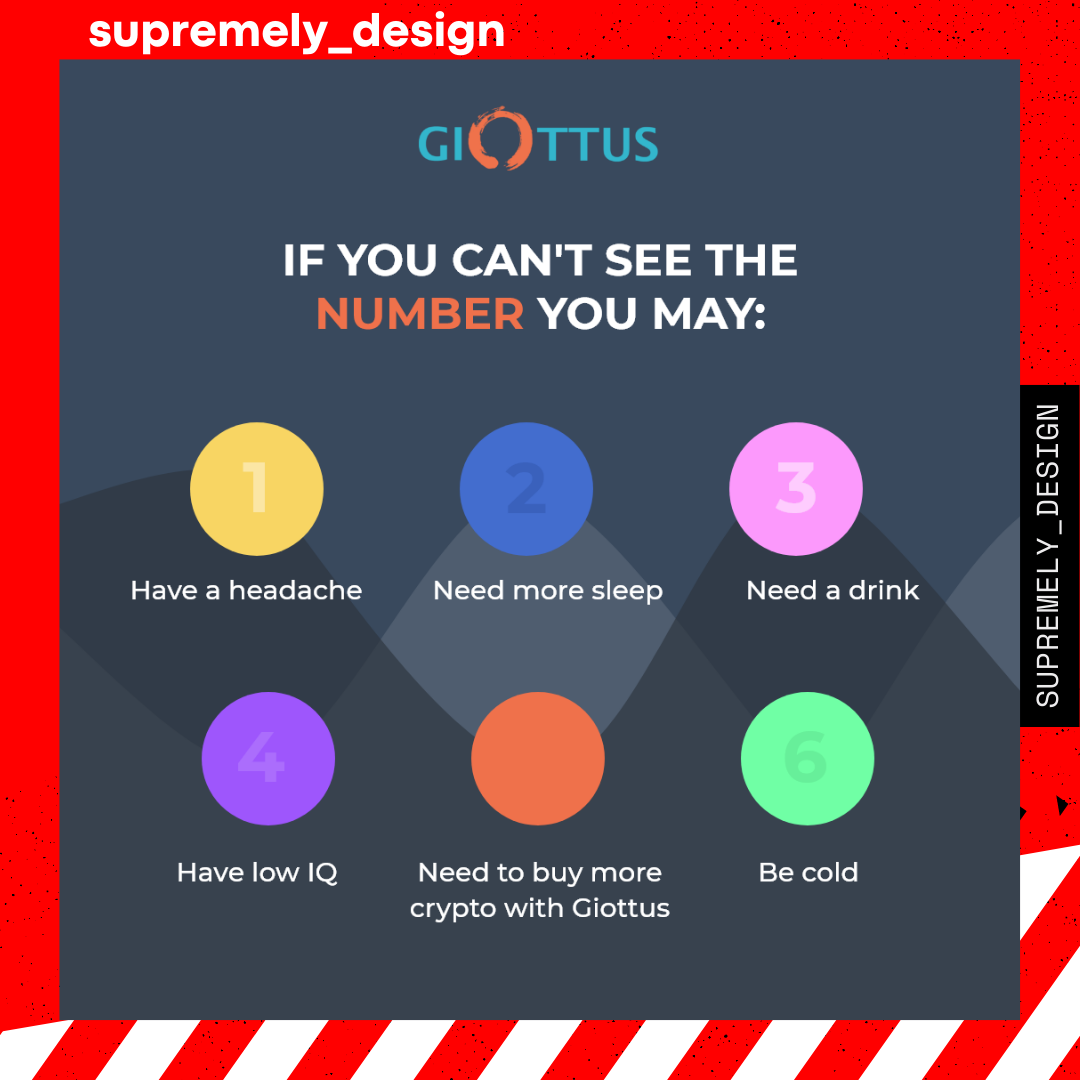 supremely_design
GIOTTUS
IF YOU CAN'T SEE THE
NUMBER YOU MAY:
1
2
3
Have a headache
Need more sleep
Need a drink
4
6
Have low IQ
Need to buy more
crypto with Giottus
Be cold
SUPREMELY_DESIGN